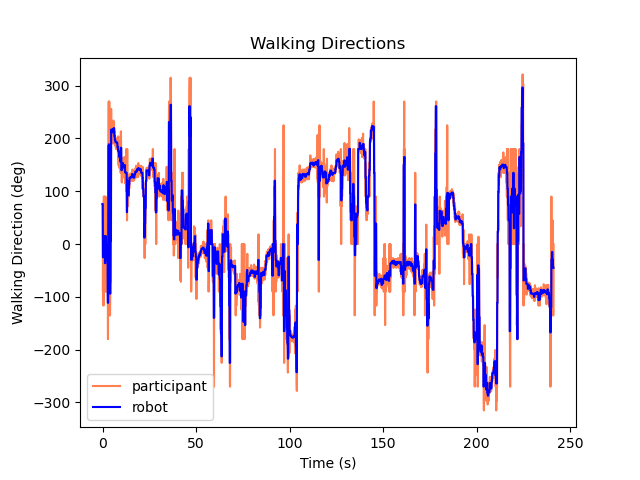 Walking Directions
Walking Direction (deg)
300
200
100
0
−100
−200
−300
participant
robot
0 50 100 150 200 250
Time (s)